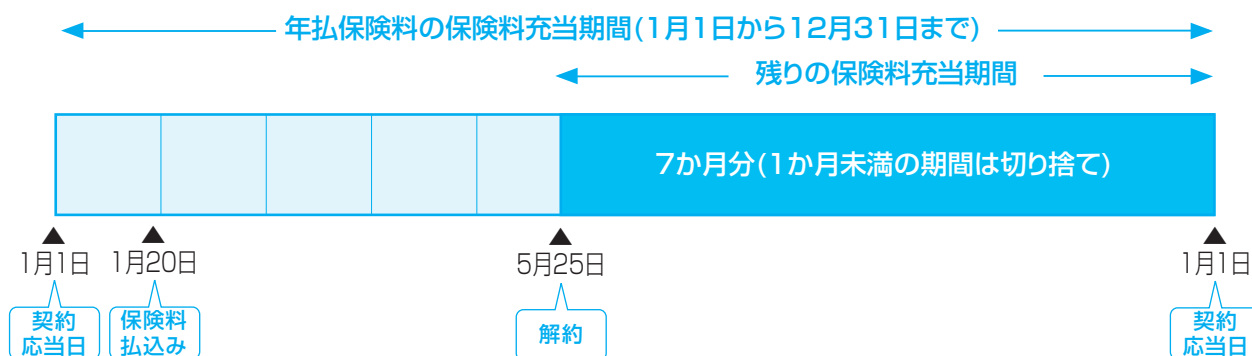 年払保険料の保険料充当期間(1月1日から12月31日まで)
残りの保険料充当期間
7か月分(1か月未満の期間は切り捨て)
▲ ▲ ▲ ▲
1月1日 1月20日 5月25日 1月1日
契約 保険料 解約 契約
応当日 払込み 応当日